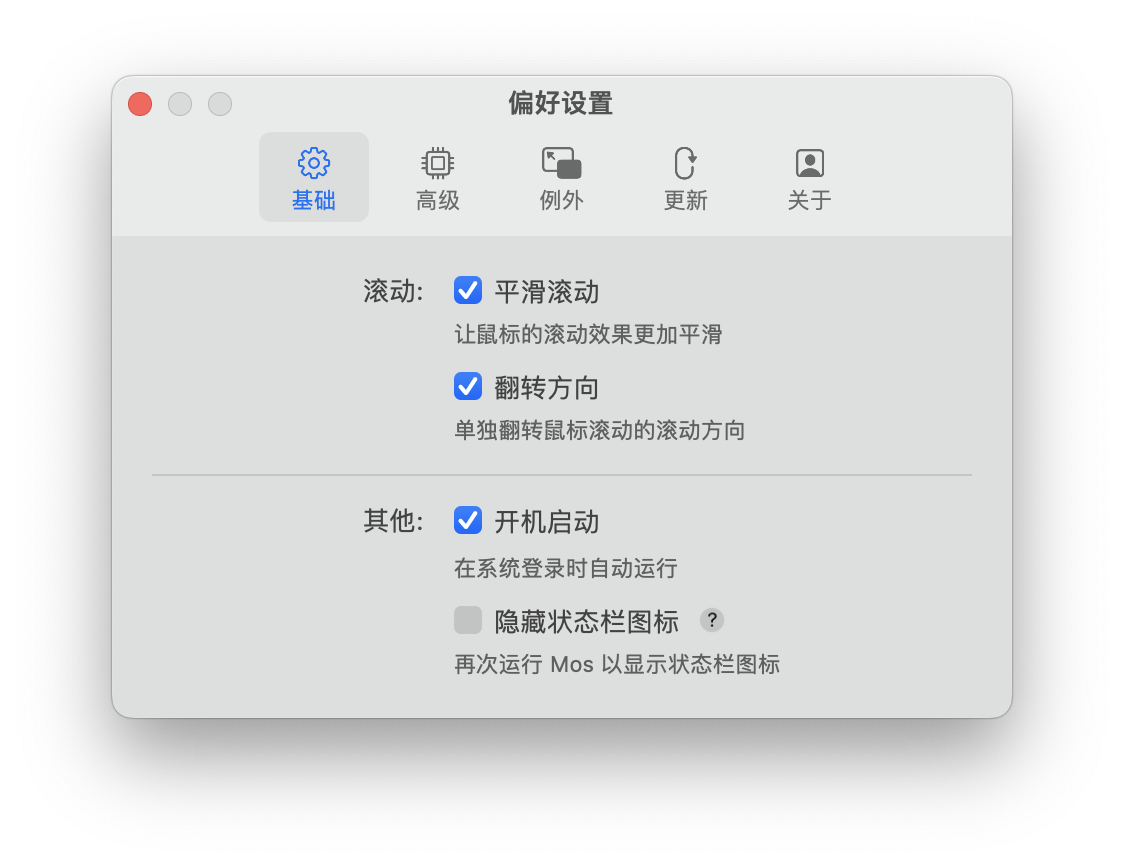 偏好设置
基础 高级 例外 更新 关于
滚动: 平滑滚动
让鼠标的滚动效果更加平滑
翻转方向
单独翻转鼠标滚动的滚动方向
其他: 开机启动
在系统登录时自动运行
隐藏状态栏图标 ?
再次运行 Mos 以显示状态栏图标